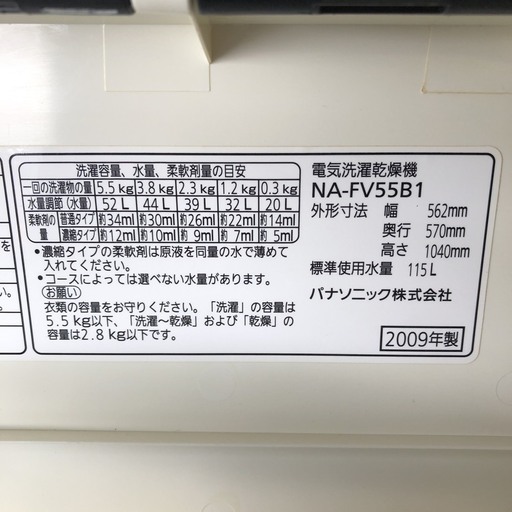 洗濯容量、水量、柔軟剤量の目安
一回の洗濯物の量 5.5kg 3.8kg 2.3kg 1.2kg 0.3kg
水量調節(水量) 52L 44L 39L 32L 20L
柔軟剤の量 普通タイプ 約34ml 約30ml 約26ml 約22ml 約14ml
濃縮タイプ 約12ml 約10ml 約9ml 約7ml 約5ml
●濃縮タイプの柔軟剤は原液を同量の水で薄めて
入れてください。
●コースによっては選べない水量があります。
お願い
衣類の容量をお守りください。「洗濯」の容量は
5.5kg以下、「洗濯〜乾燥」および「乾燥」の
容量は2.8kg以下です。
電気洗濯乾燥機
NA-FV55B1
外形寸法 幅 562mm
奥行 570mm
高さ 1040mm
標準使用水量 115L
パナソニック株式会社
2009年製